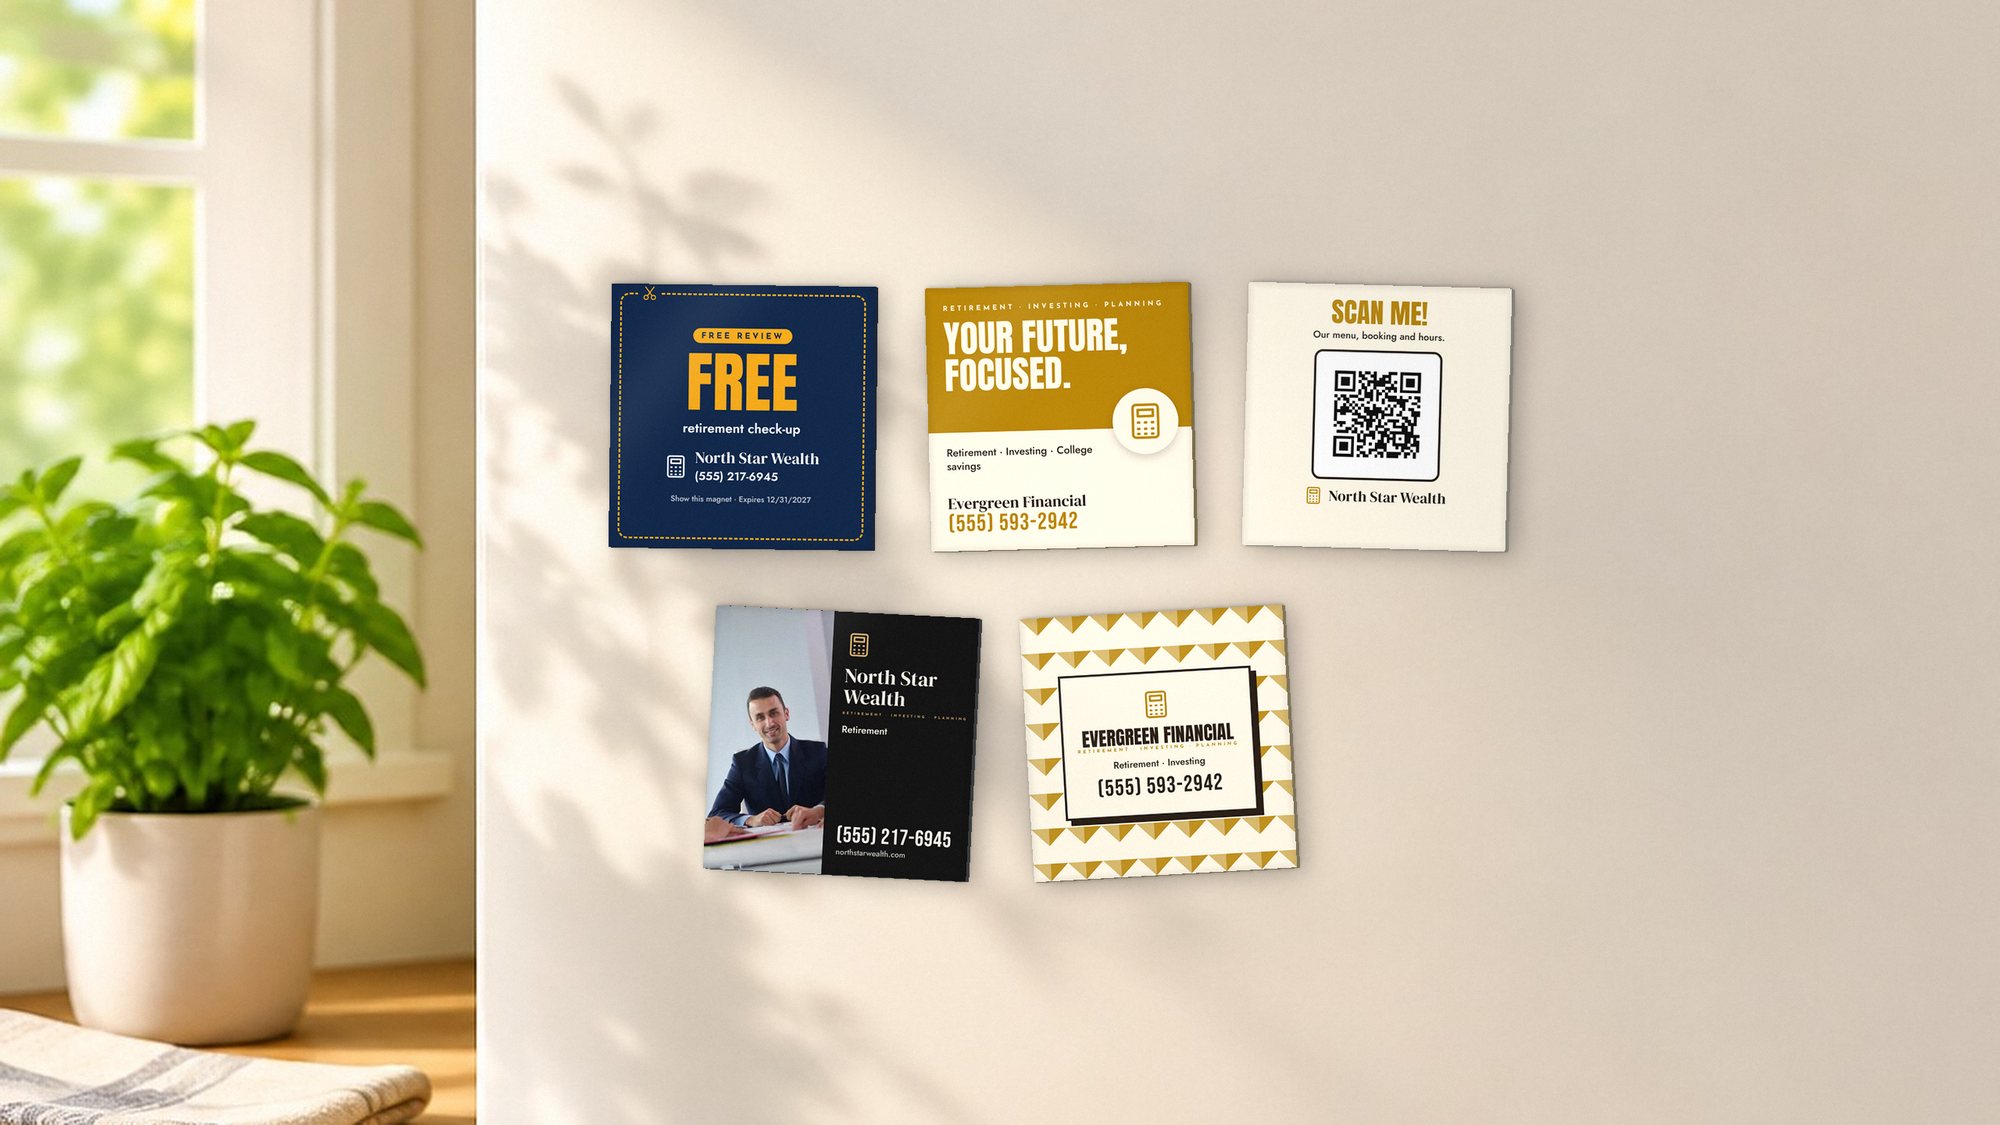 FREE REVIEW
FREE
retirement check-up
North Star Wealth
(555) 217-6945
Show this magnet · Expires 12/31/2027
RETIREMENT · INVESTING · PLANNING
YOUR FUTURE,
FOCUSED.
Retirement · Investing · College
savings
Evergreen Financial
(555) 593-2942
SCAN ME!
Our menu, booking and hours.
North Star Wealth
North Star
Wealth
RETIREMENT · INVESTING · PLANNING
Retirement
(555) 217-6945
northstarwealth.com
EVERGREEN FINANCIAL
RETIREMENT · INVESTING · PLANNING
Retirement · Investing
(555) 593-2942